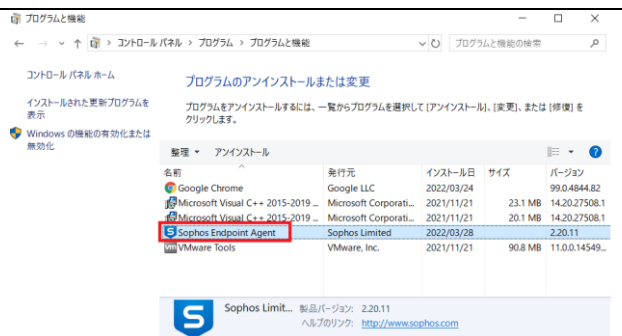 プログラムと機能
コントロール パネル > プログラム > プログラムと機能
プログラムと機能の検索
コントロール パネル ホーム
インストールされた更新プログラムを
表示
Windows の機能の有効化または
無効化
プログラムのアンインストールまたは変更
プログラムをアンインストールするには、一覧からプログラムを選択して [アンインストール]、[変更]、または [修復] を
クリックします。
整理 アンインストール
名前 発行元 インストール日 サイズ バージョン
Google Chrome Google LLC 2022/03/24 99.0.4844.82
Microsoft Visual C++ 2015-2019 ... Microsoft Corporati... 2021/11/21 23.1 MB 14.20.27508.1
Microsoft Visual C++ 2015-2019 ... Microsoft Corporati... 2021/11/21 20.1 MB 14.20.27508.1
Sophos Endpoint Agent Sophos Limited 2022/03/28 2.20.11
VMware Tools VMware, Inc. 2021/11/21 90.8 MB 11.0.0.14549...
Sophos Limit... 製品バージョン: 2.20.11
ヘルプのリンク: http://www.sophos.com